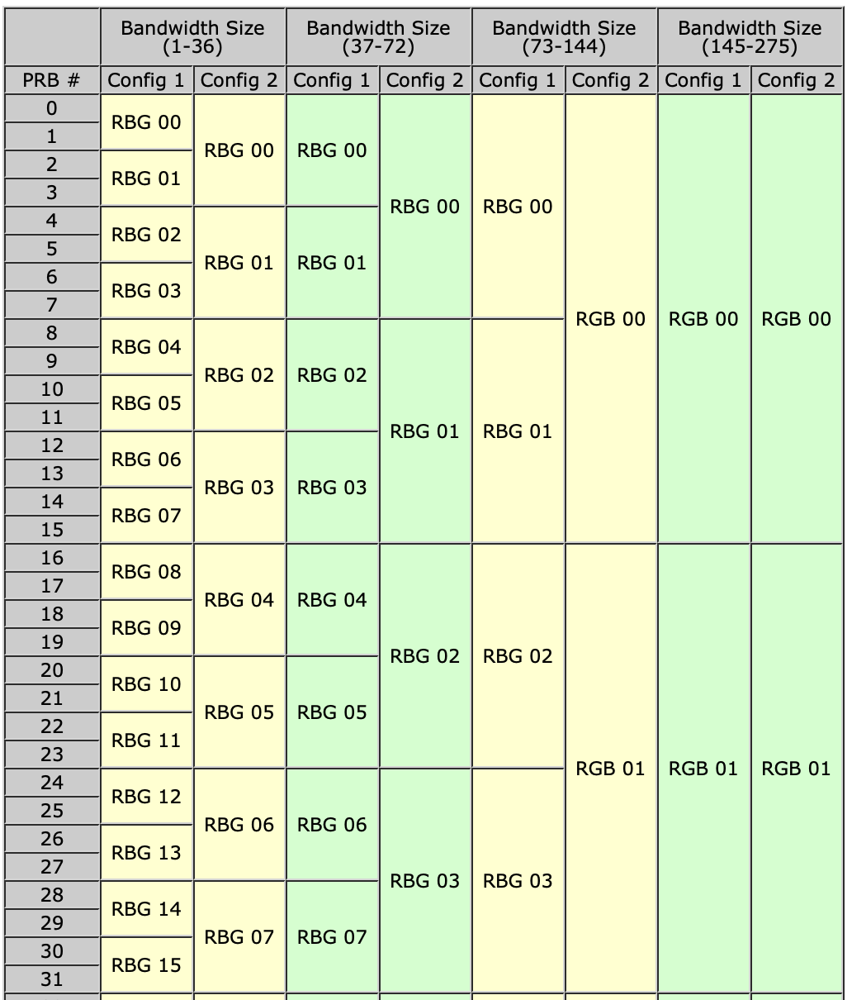 Bandwidth Size Bandwidth Size Bandwidth Size Bandwidth Size
(1-36) (37-72) (73-144) (145-275)
PRB # Config 1 Config 2 Config 1 Config 2 Config 1 Config 2 Config 1 Config 2
0
RBG 00
1
RBG 00 RBG 00
2
RBG 01
3
RBG 00 RBG 00
4
RBG 02
5
RBG 01 RBG 01
6
RBG 03
7
RGB 00 RGB 00 RGB 00
8
RBG 04
9
RBG 02 RBG 02
10
RBG 05
11
RBG 01 RBG 01
12
RBG 06
13
RBG 03 RBG 03
14
RBG 07
15
16
RBG 08
17
RBG 04 RBG 04
18
RBG 09
19
RBG 02 RBG 02
20
RBG 10
21
RBG 05 RBG 05
22
RBG 11
23
RGB 01 RGB 01 RGB 01
24
RBG 12
25
RBG 06 RBG 06
26
RBG 13
27
RBG 03 RBG 03
28
RBG 14
29
RBG 07 RBG 07
30
RBG 15
31